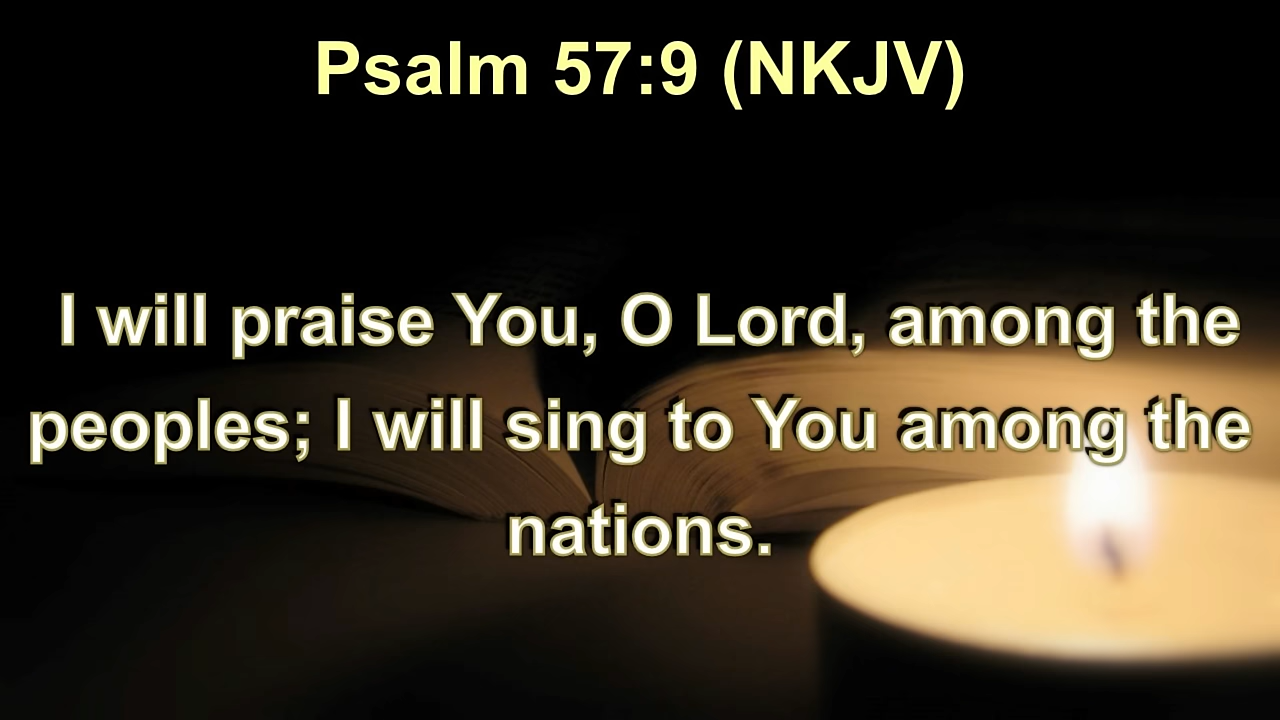 Psalm 57:9 (NKJV)
I will praise You, O Lord, among the
peoples; I will sing to You among the
nations.